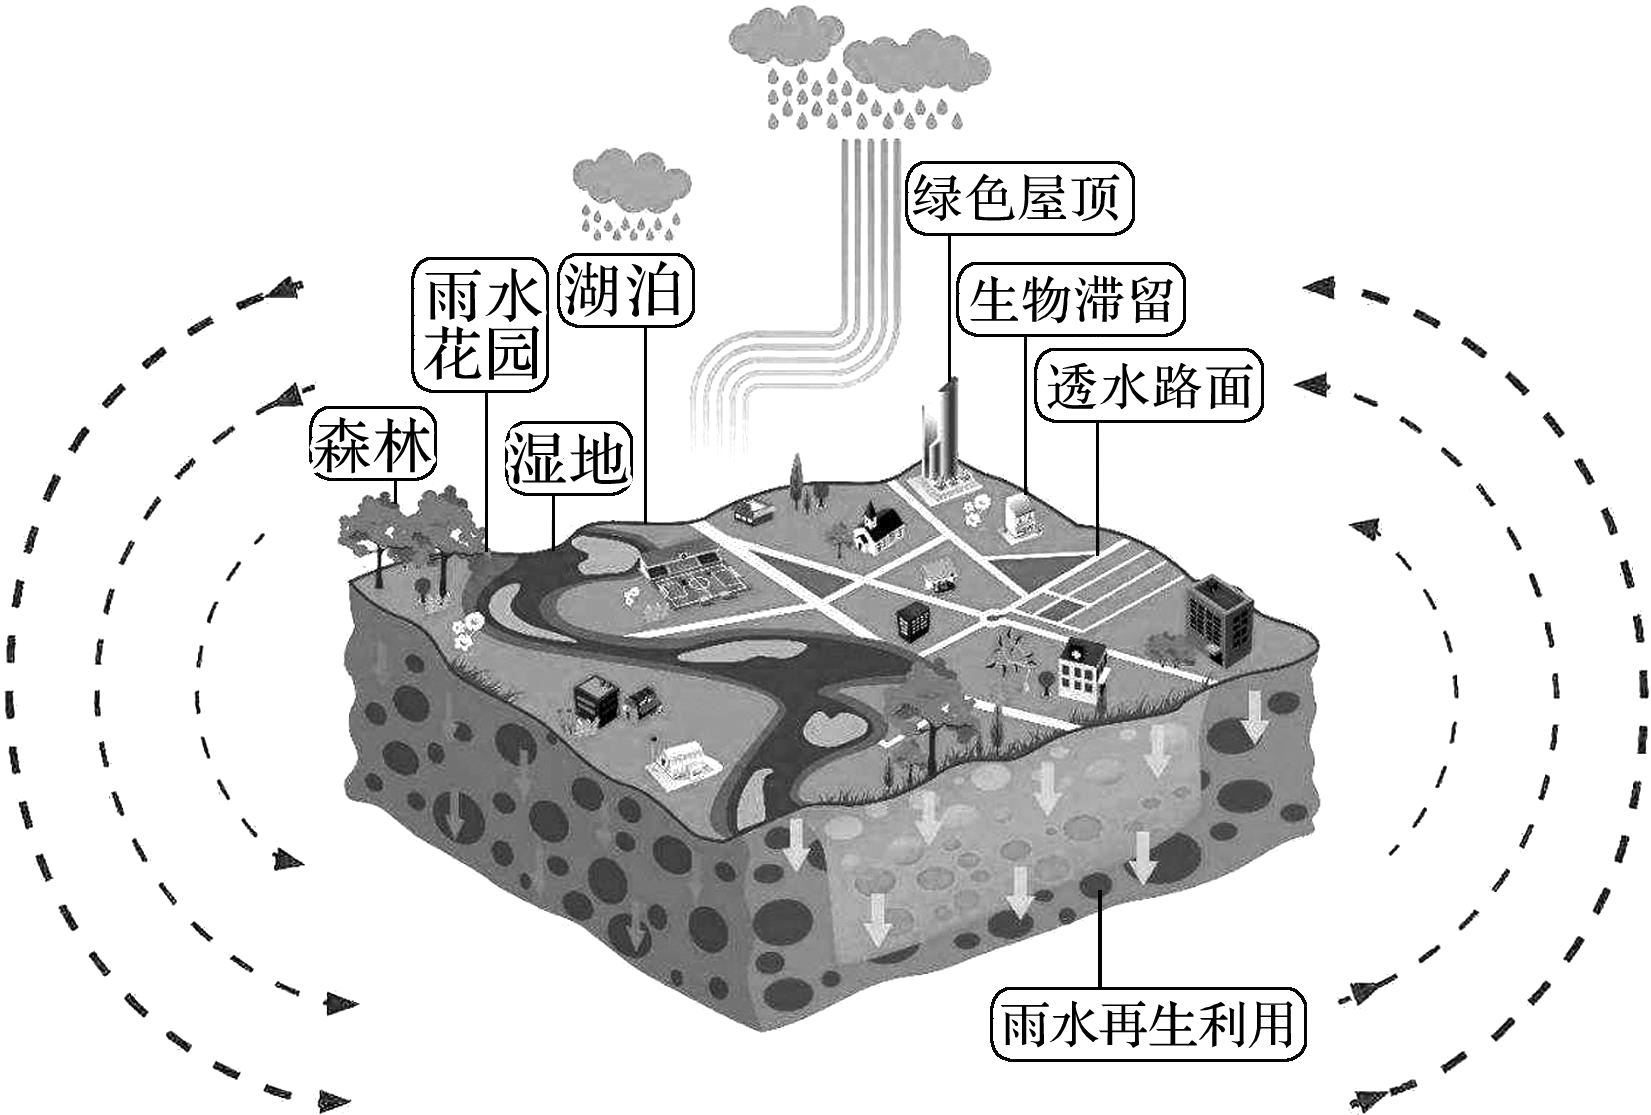 绿色屋顶
雨水
花园
湖泊
生物滞留
透水路面
森林
湿地
雨水再生利用